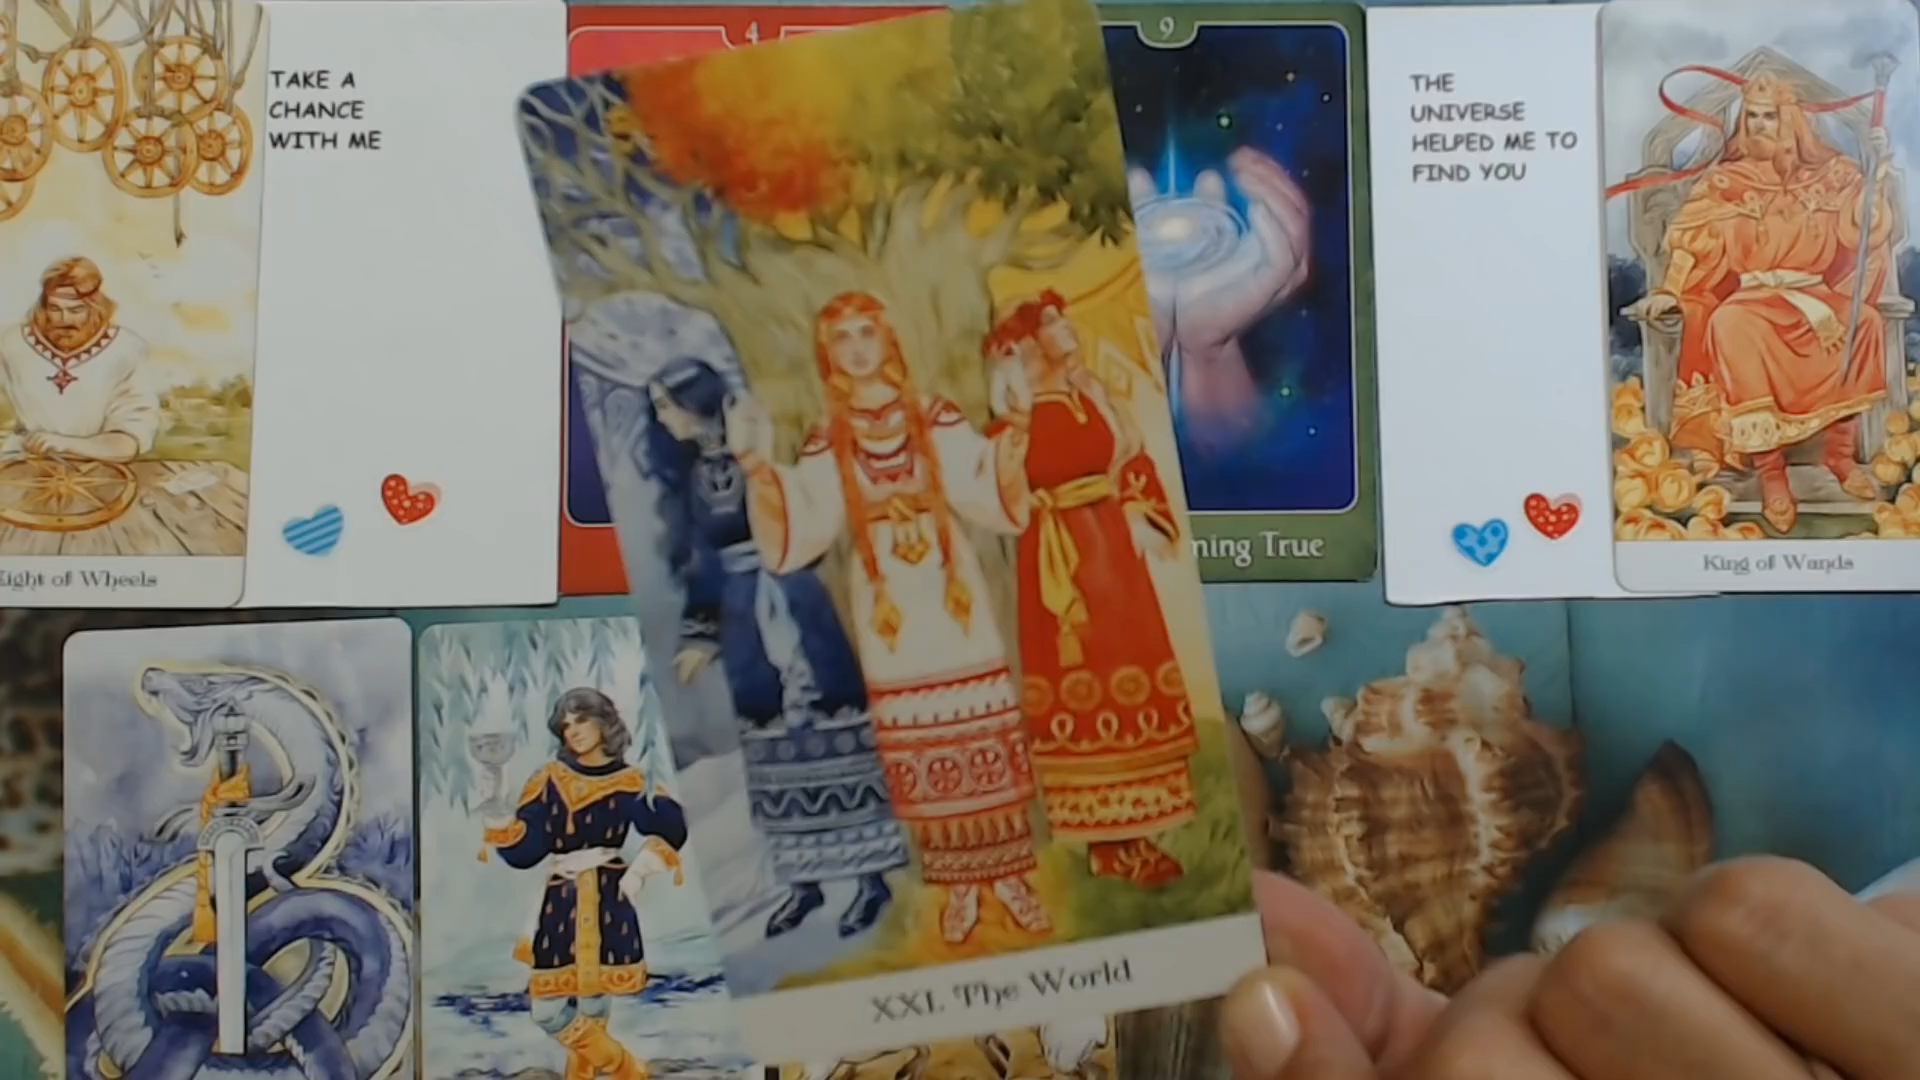 4
9
TAKE A
CHANCE
WITH ME
THE
UNIVERSE
HELPED ME TO
FIND YOU
ming True
Eight of Wheels
King of Wands
XXI. The World